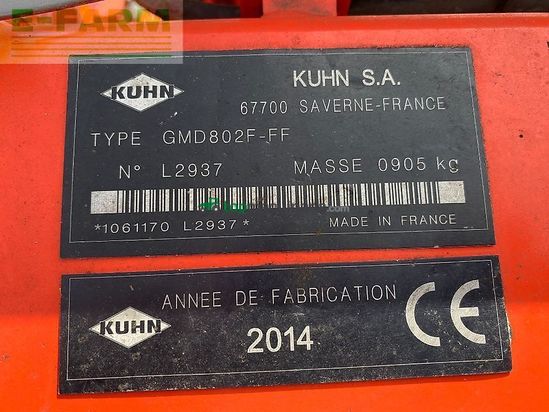 E-FARM
KUHN
KUHN S.A.
67700 SAVERNE-FRANCE
TYPE GMD802F-FF
N° L2937 MASSE 0905 kg
*1061170 L2937*
MADE IN FRANCE
KUHN
ANNEE DE FABRICATION
2014
CE